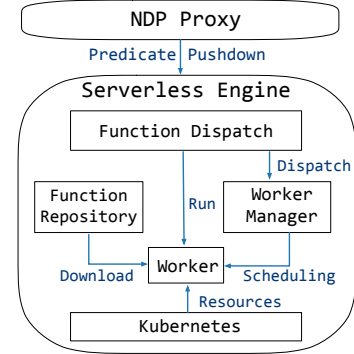 NDP Proxy
Predicate Pushdown
Serverless Engine
Function Dispatch
Dispatch
Function
Repository
Run
Worker
Manager
Download
Worker
Scheduling
Resources
Kubernetes